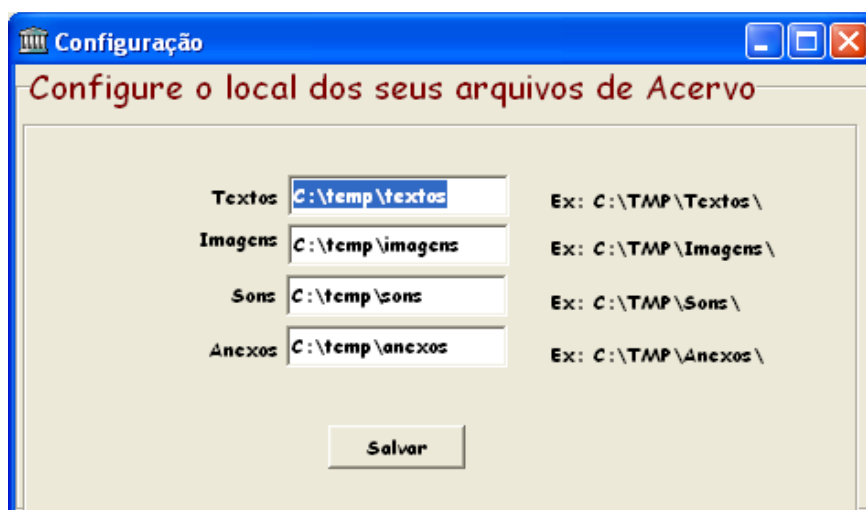 Configuração
Configure o local dos seus arquivos de Acervo
Textos C:\temp\textos Ex: C:\TMP\Textos\
Imagens C:\temp\imagens Ex: C:\TMP\Imagens\
Sons C:\temp\sons Ex: C:\TMP\Sons\
Anexos C:\temp\anexos Ex: C:\TMP\Anexos\
Salvar